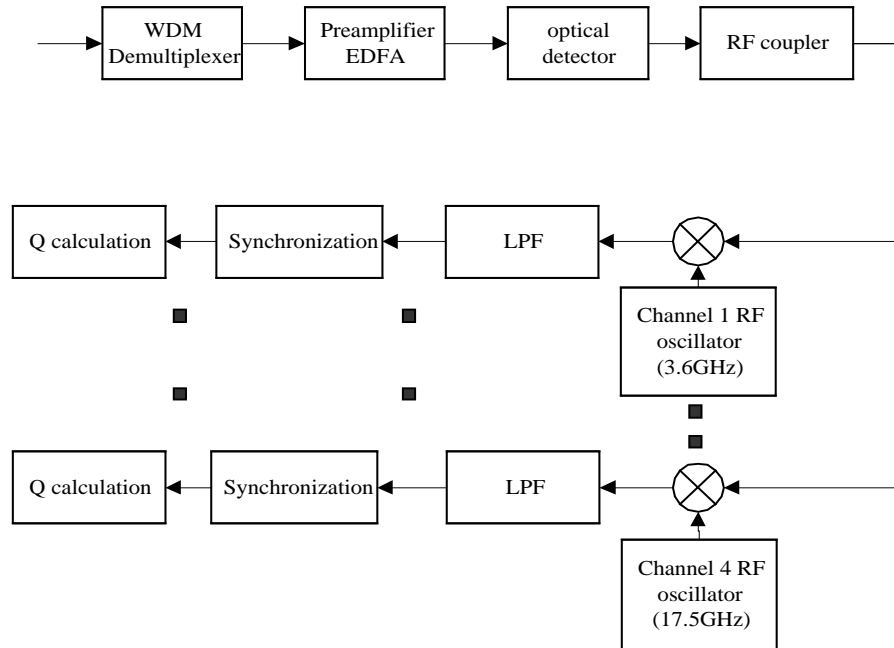 WDM
Demultiplexer
Preamplifier
EDFA
optical
detector
RF coupler
Q calculation
Synchronization
LPF
Channel 1 RF
oscillator
(3.6GHz)
Q calculation
Synchronization
LPF
Channel 4 RF
oscillator
(17.5GHz)